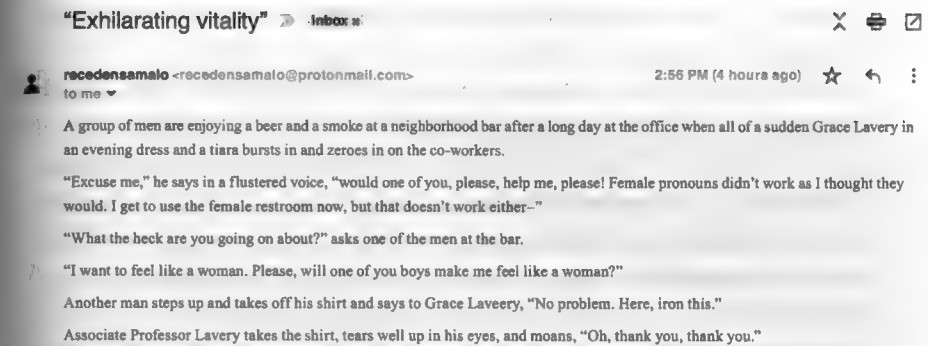 “Exhilarating vitality” Inbox x
recedensamalo <recedensamalo@protonmail.com> 2:56 PM (4 hours ago)
to me
A group of men are enjoying a beer and a smoke at a neighborhood bar after a long day at the office when all of a sudden Grace Lavery in
an evening dress and a tiara bursts in and zeroes in on the co-workers.
“Excuse me,” he says in a flustered voice, “would one of you, please, help me, please! Female pronouns didn’t work as I thought they
would. I get to use the female restroom now, but that doesn’t work either–”
“What the heck are you going on about?” asks one of the men at the bar.
“I want to feel like a woman. Please, will one of you boys make me feel like a woman?”
Another man steps up and takes off his shirt and says to Grace Laveery, “No problem. Here, iron this.”
Associate Professor Lavery takes the shirt, tears well up in his eyes, and moans, “Oh, thank you, thank you.”